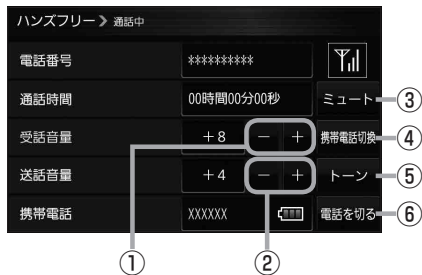 ハンズフリー 通話中
電話番号 **********
通話時間 00時間00分00秒 ミュート ③
受話音量 +8 - + 携帯電話切換 ④
送話音量 +4 - + トーン ⑤
携帯電話 XXXXXX 電話を切る ⑥
① ②